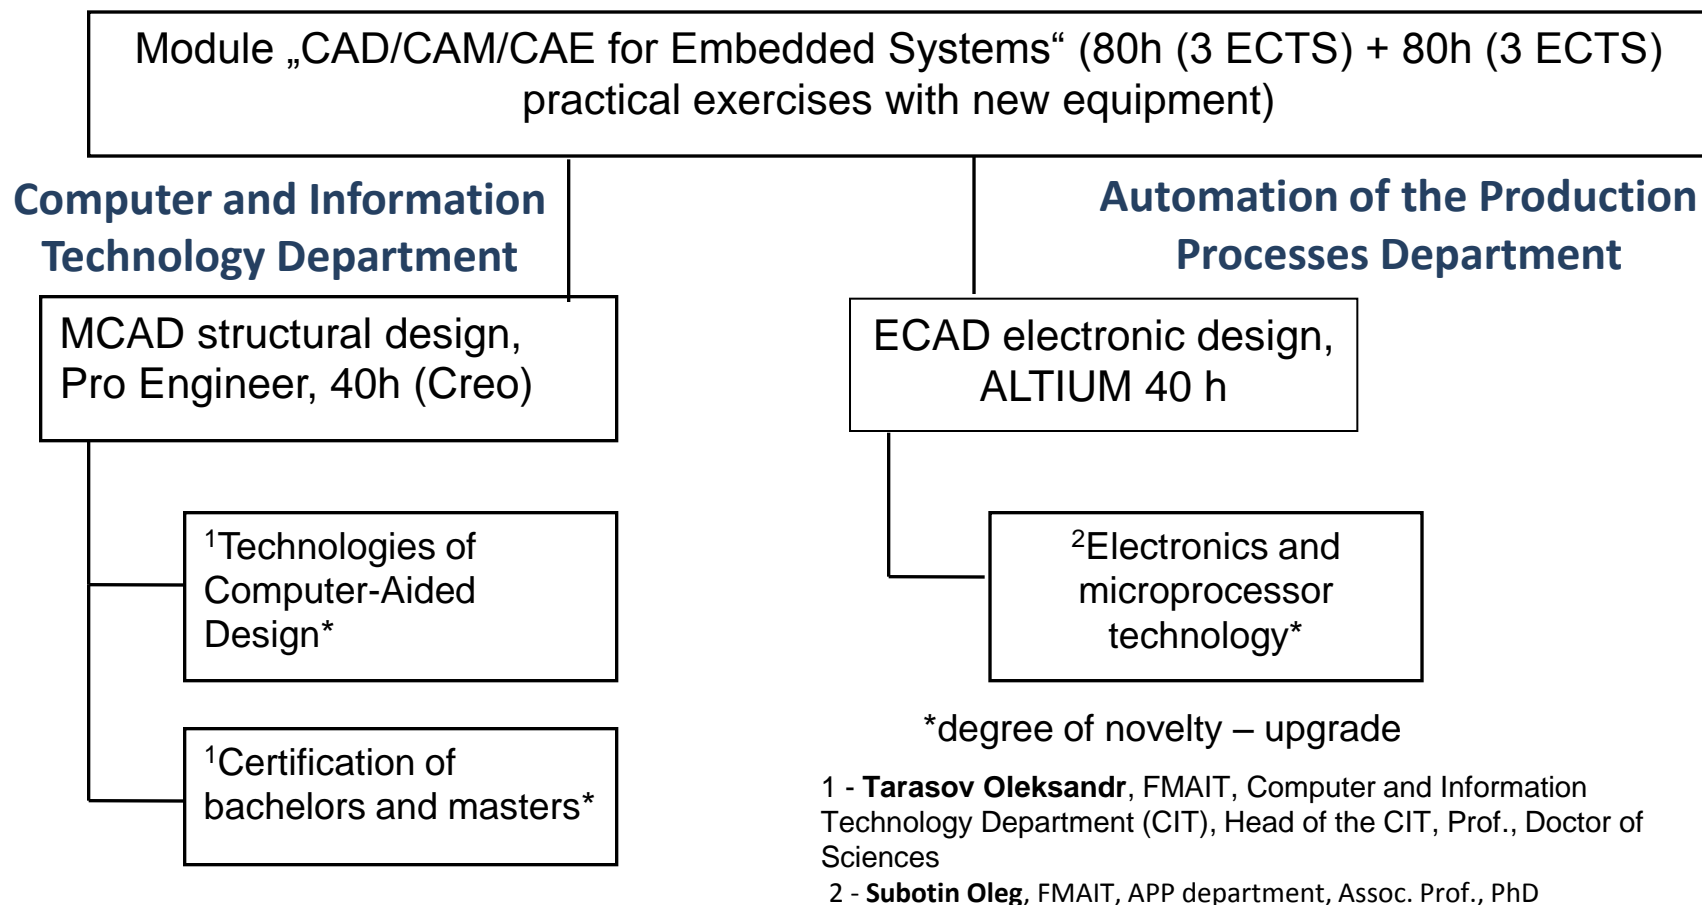 Module „CAD/CAM/CAE for Embedded Systems“ (80h (3 ECTS) + 80h (3 ECTS)
practical exercises with new equipment)
Computer and Information
Technology Department
Automation of the Production
Processes Department
MCAD structural design,
Pro Engineer, 40h (Creo)
ECAD electronic design,
ALTIUM 40 h
¹Technologies of
Computer-Aided
Design*
²Electronics and
microprocessor
technology*
¹Certification of
bachelors and masters*
*degree of novelty – upgrade
1 - Tarasov Oleksandr, FMAIT, Computer and Information
Technology Department (CIT), Head of the CIT, Prof., Doctor of
Sciences
2 - Subotin Oleg, FMAIT, APP department, Assoc. Prof., PhD